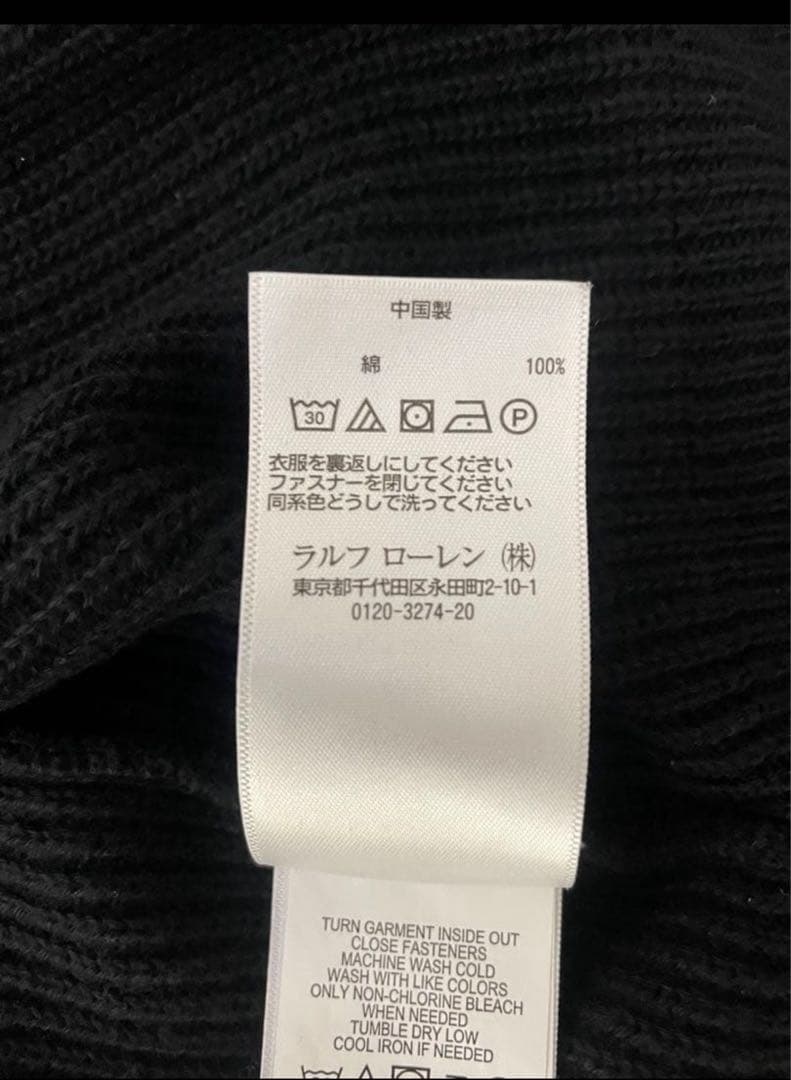 中国製
綿 100%
30 P
衣服を裏返しにしてください
ファスナーを閉じてください
同系色どうしで洗ってください
ラルフ ローレン (株)
東京都千代田区永田町2-10-1
0120-3274-20
TURN GARMENT INSIDE OUT
CLOSE FASTENERS
MACHINE WASH COLD
WASH WITH LIKE COLORS
ONLY NON-CHLORINE BLEACH
WHEN NEEDED
TUMBLE DRY LOW
COOL IRON IF NEEDED